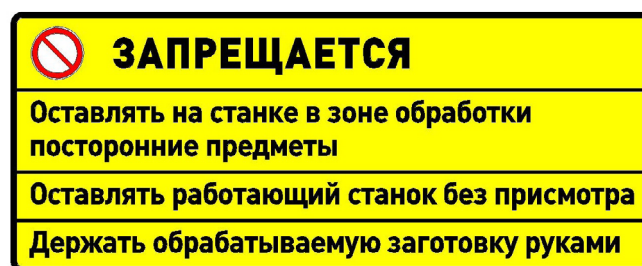 ЗАПРЕЩАЕТСЯ
Оставлять на станке в зоне обработки
посторонние предметы
Оставлять работающий станок без присмотра
Держать обрабатываемую заготовку руками